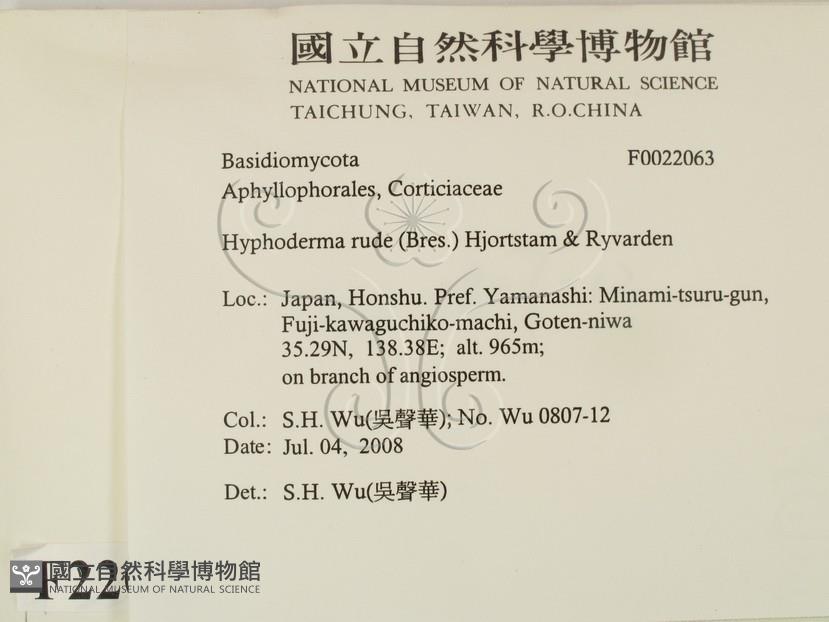 國立自然科學博物館
NATIONAL MUSEUM OF NATURAL SCIENCE
TAICHUNG, TAIWAN, R.O.CHINA
Basidiomycota F0022063
Aphyllophorales, Corticiaceae
Hyphoderma rude (Bres.) Hjortstam & Ryvarden
Loc.: Japan, Honshu. Pref. Yamanashi: Minami-tsuru-gun,
Fuji-kawaguchiko-machi, Goten-niwa
35.29N, 138.38E; alt. 965m;
on branch of angiosperm.
Col.: S.H. Wu(吳聲華); No. Wu 0807-12
Date: Jul. 04, 2008
Det.: S.H. Wu(吳聲華)
F22
國立自然科學博物館
NATIONAL MUSEUM OF NATURAL SCIENCE